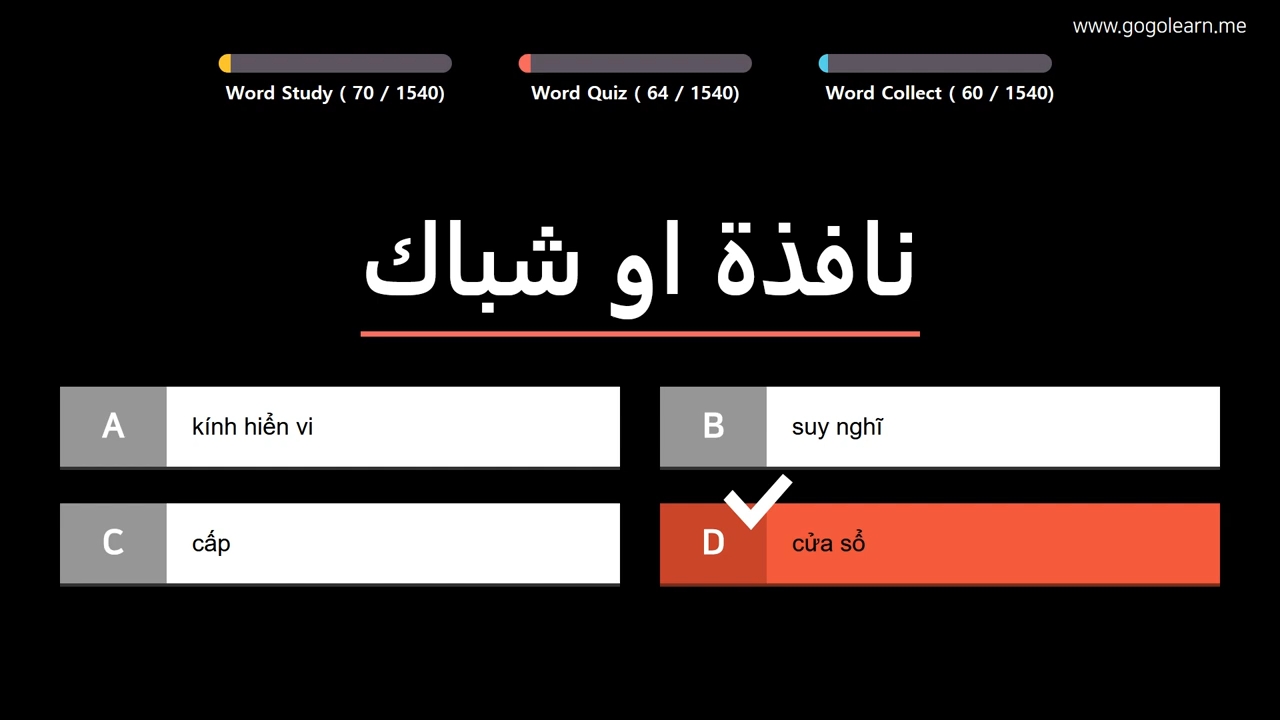 www.gogolearn.me
Word Study ( 70 / 1540)
Word Quiz ( 64 / 1540)
Word Collect ( 60 / 1540)
نافذة او شباك
A
kính hiển vi
B
suy nghĩ
C
cấp
D
cửa sổ